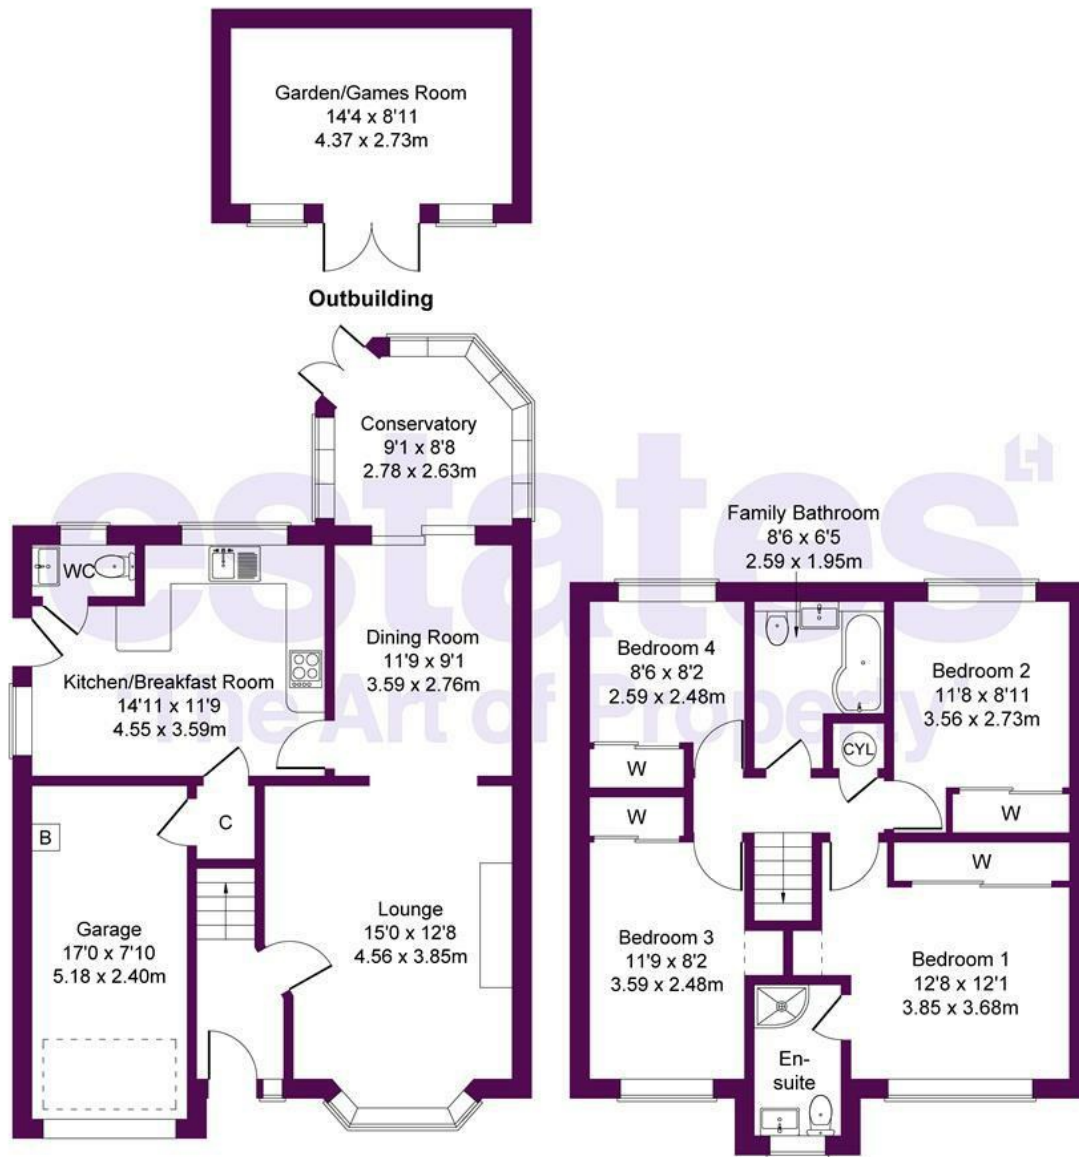 Garden/Games Room
14'4 x 8'11
4.37 x 2.73m
Outbuilding
Conservatory
9'1 x 8'8
2.78 x 2.63m
estates
'The Art of Property'
WC
Kitchen/Breakfast Room
14'11 x 11'9
4.55 x 3.59m
Dining Room
11'9 x 9'1
3.59 x 2.76m
B
C
Garage
17'0 x 7'10
5.18 x 2.40m
Lounge
15'0 x 12'8
4.56 x 3.85m
Family Bathroom
8'6 x 6'5
2.59 x 1.95m
Bedroom 4
8'6 x 8'2
2.59 x 2.48m
Bedroom 2
11'8 x 8'11
3.56 x 2.73m
CYL
W
W
W
W
Bedroom 3
11'9 x 8'2
3.59 x 2.48m
Bedroom 1
12'8 x 12'1
3.85 x 3.68m
En-
suite